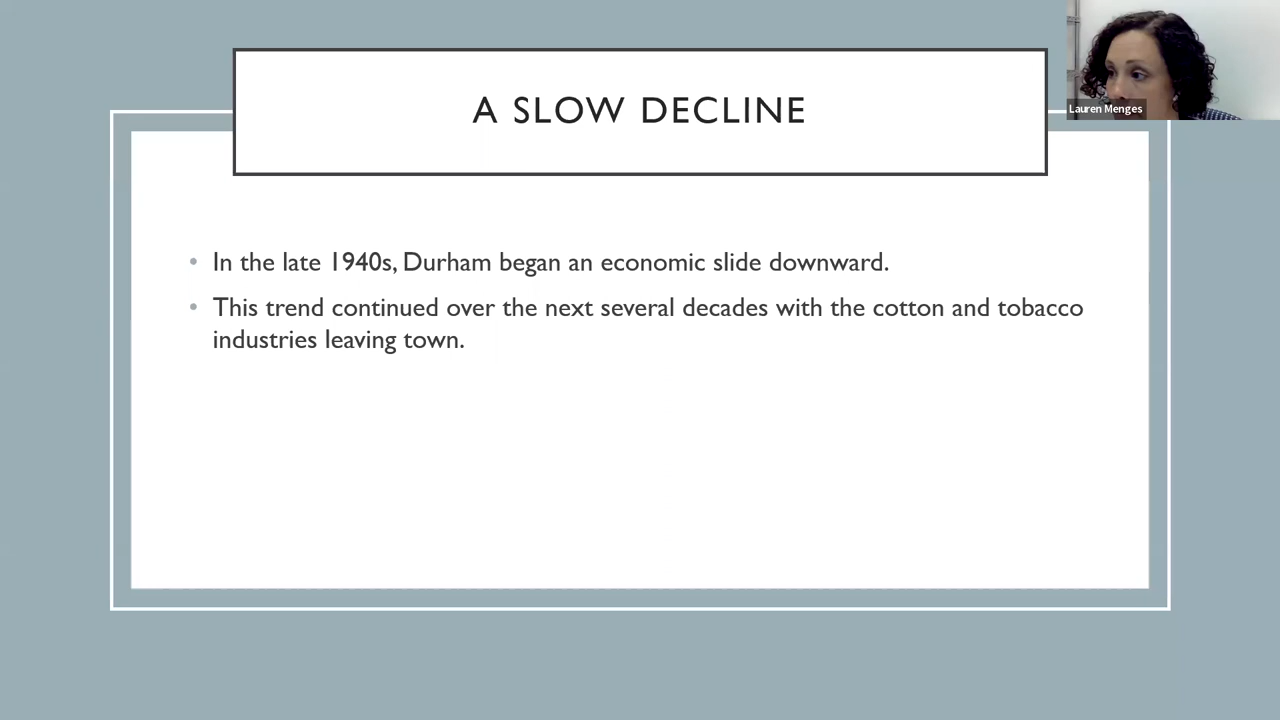 A SLOW DECLINE
Lauren Menges
• In the late 1940s, Durham began an economic slide downward.
• This trend continued over the next several decades with the cotton and tobacco
industries leaving town.